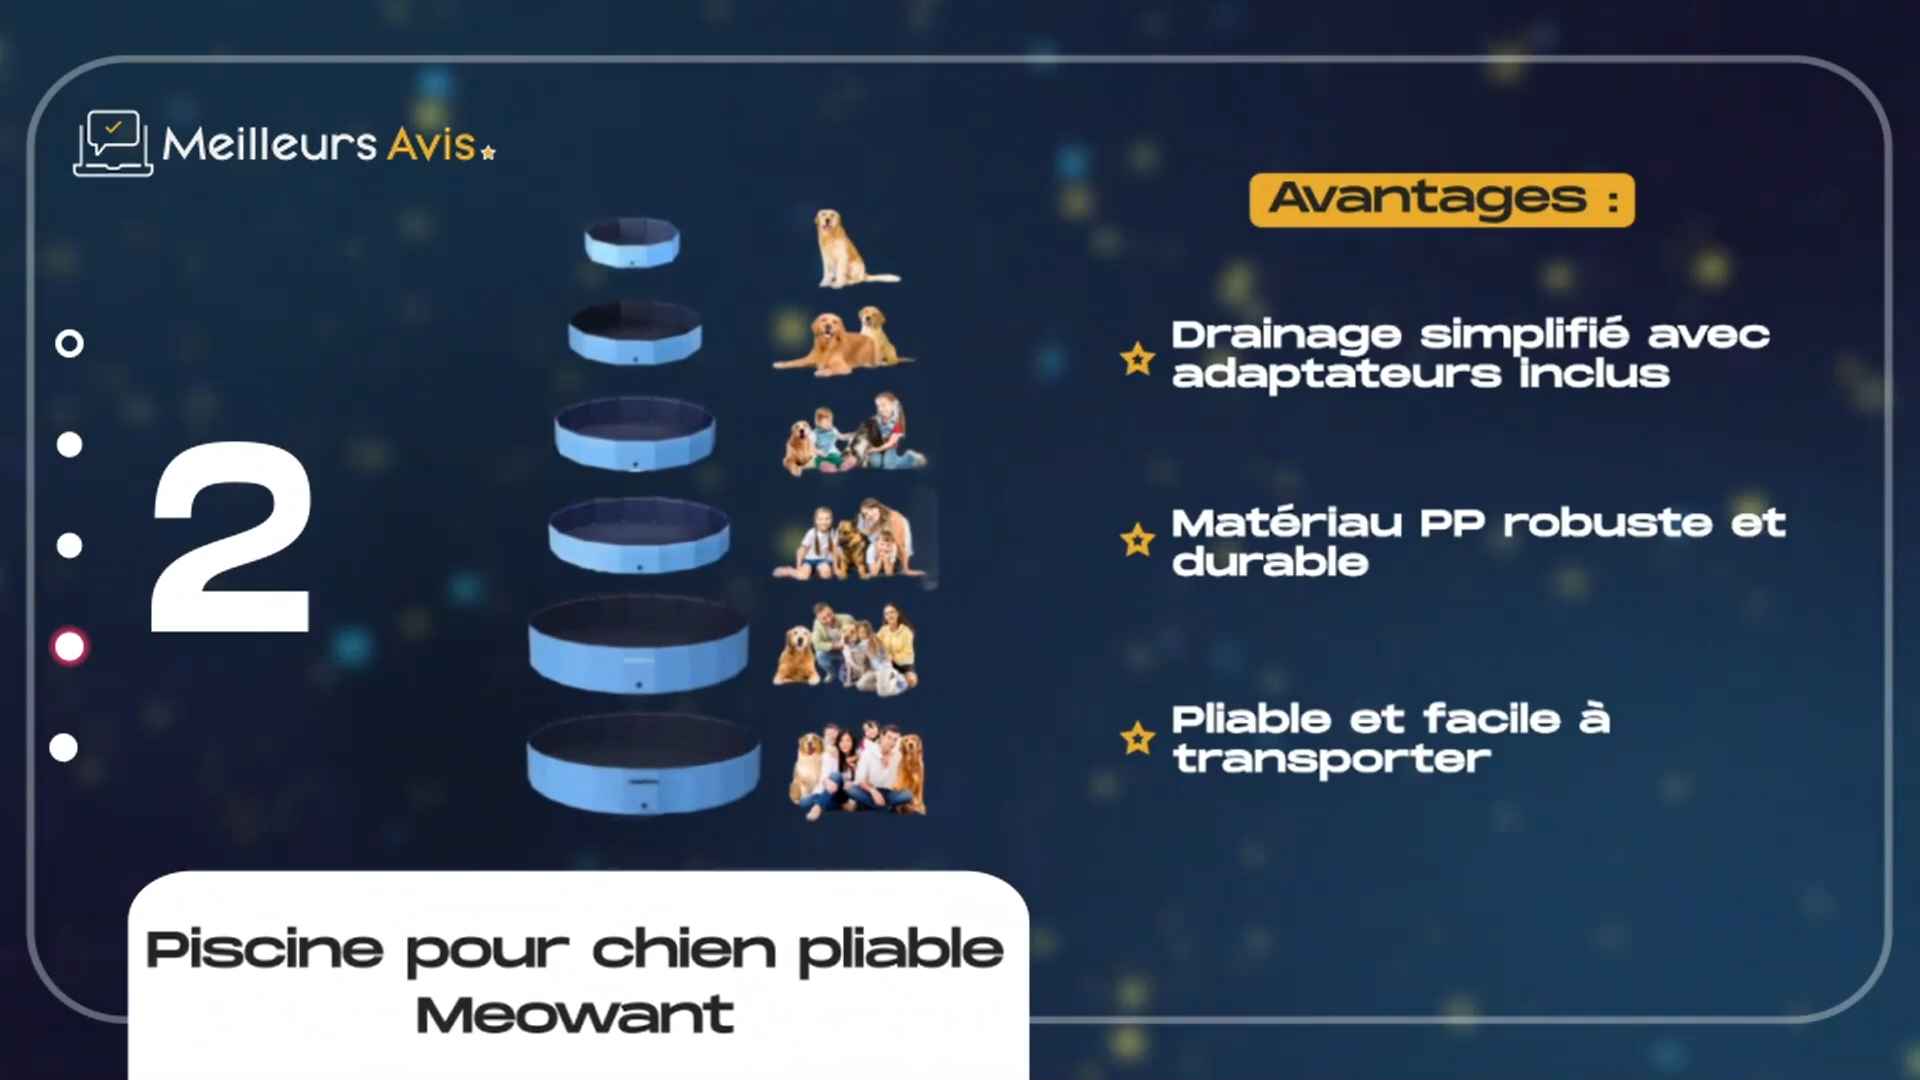 Meilleurs Avis
Avantages :
Drainage simplifié avec
adaptateurs inclus
2
Matériau PP robuste et
durable
Pliable et facile à
transporter
Piscine pour chien pliable
Meowant